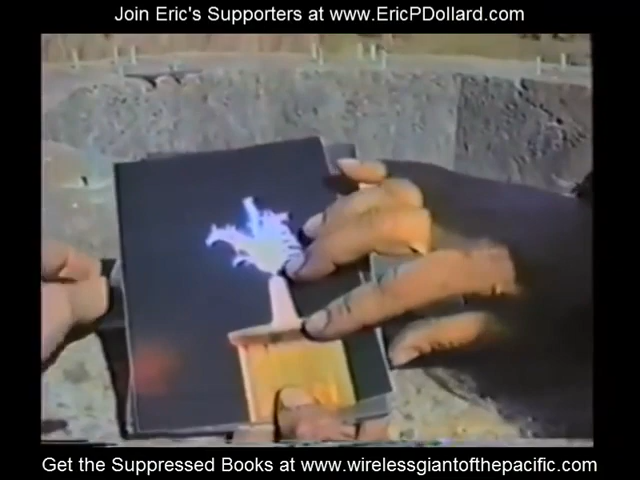 Join Eric's Supporters at www.EricPDollard.com
Get the Suppressed Books at www.wirelessgiantofthepacific.com